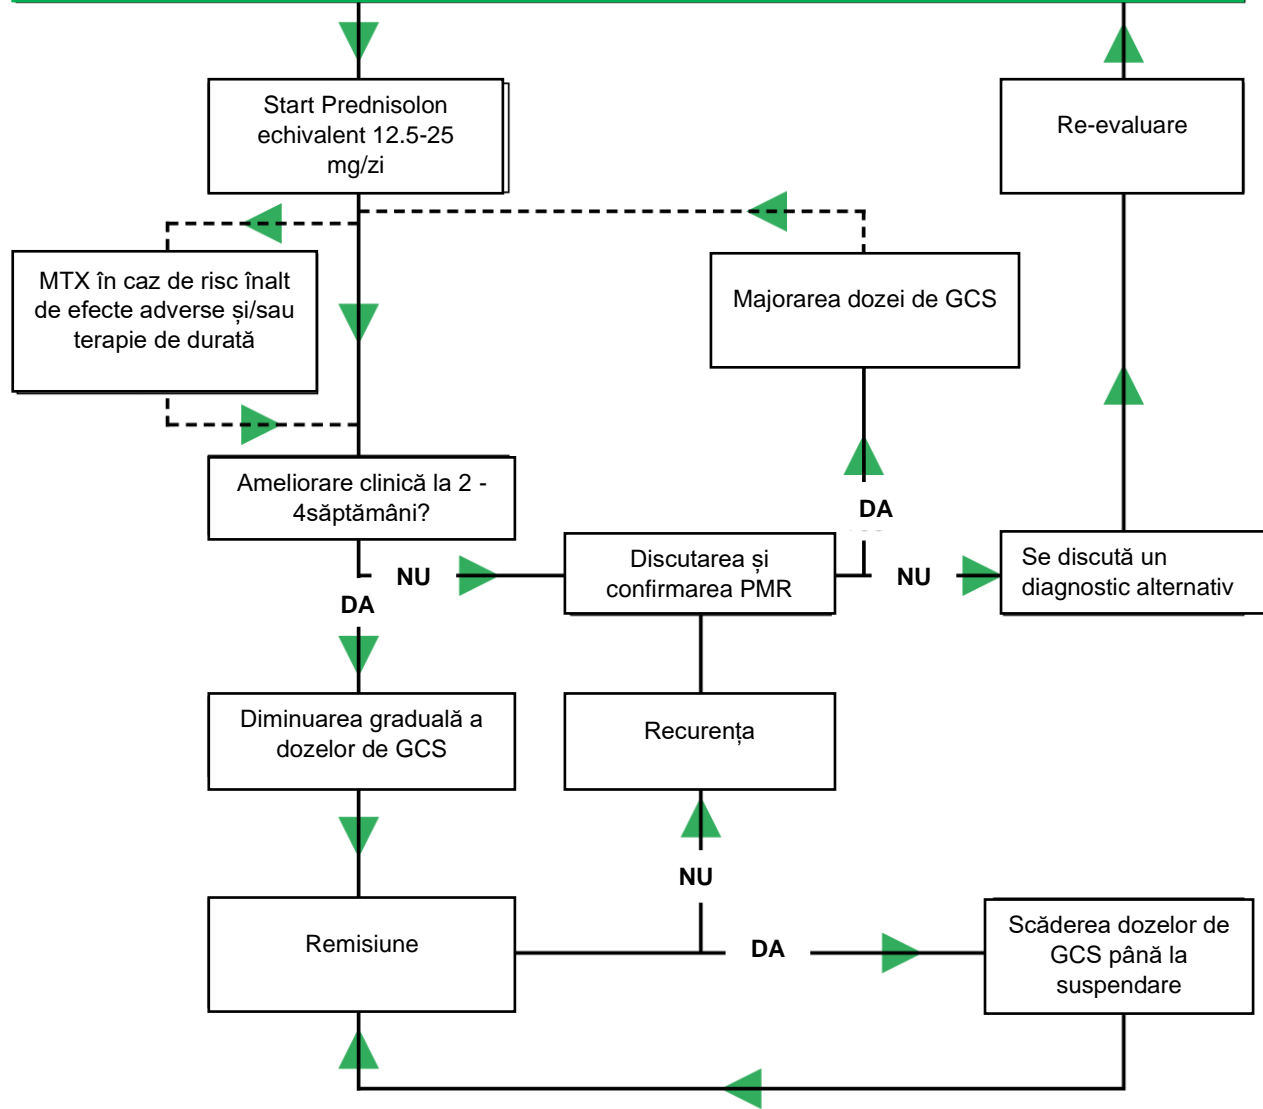 Start Prednisolon
echivalent 12.5-25
mg/zi
Re-evaluare
MTX în caz de risc înalt
de efecte adverse și/sau
terapie de durată
Majorarea dozei de GCS
Ameliorare clinică la 2 -
4săptămâni?
DA
NU
Discutarea și
confirmarea PMR
NU
Se discută un
diagnostic alternativ
DA
Diminuarea graduală a
dozelor de GCS
Recurența
NU
Remisiune
DA
Scăderea dozelor de
GCS până la
suspendare